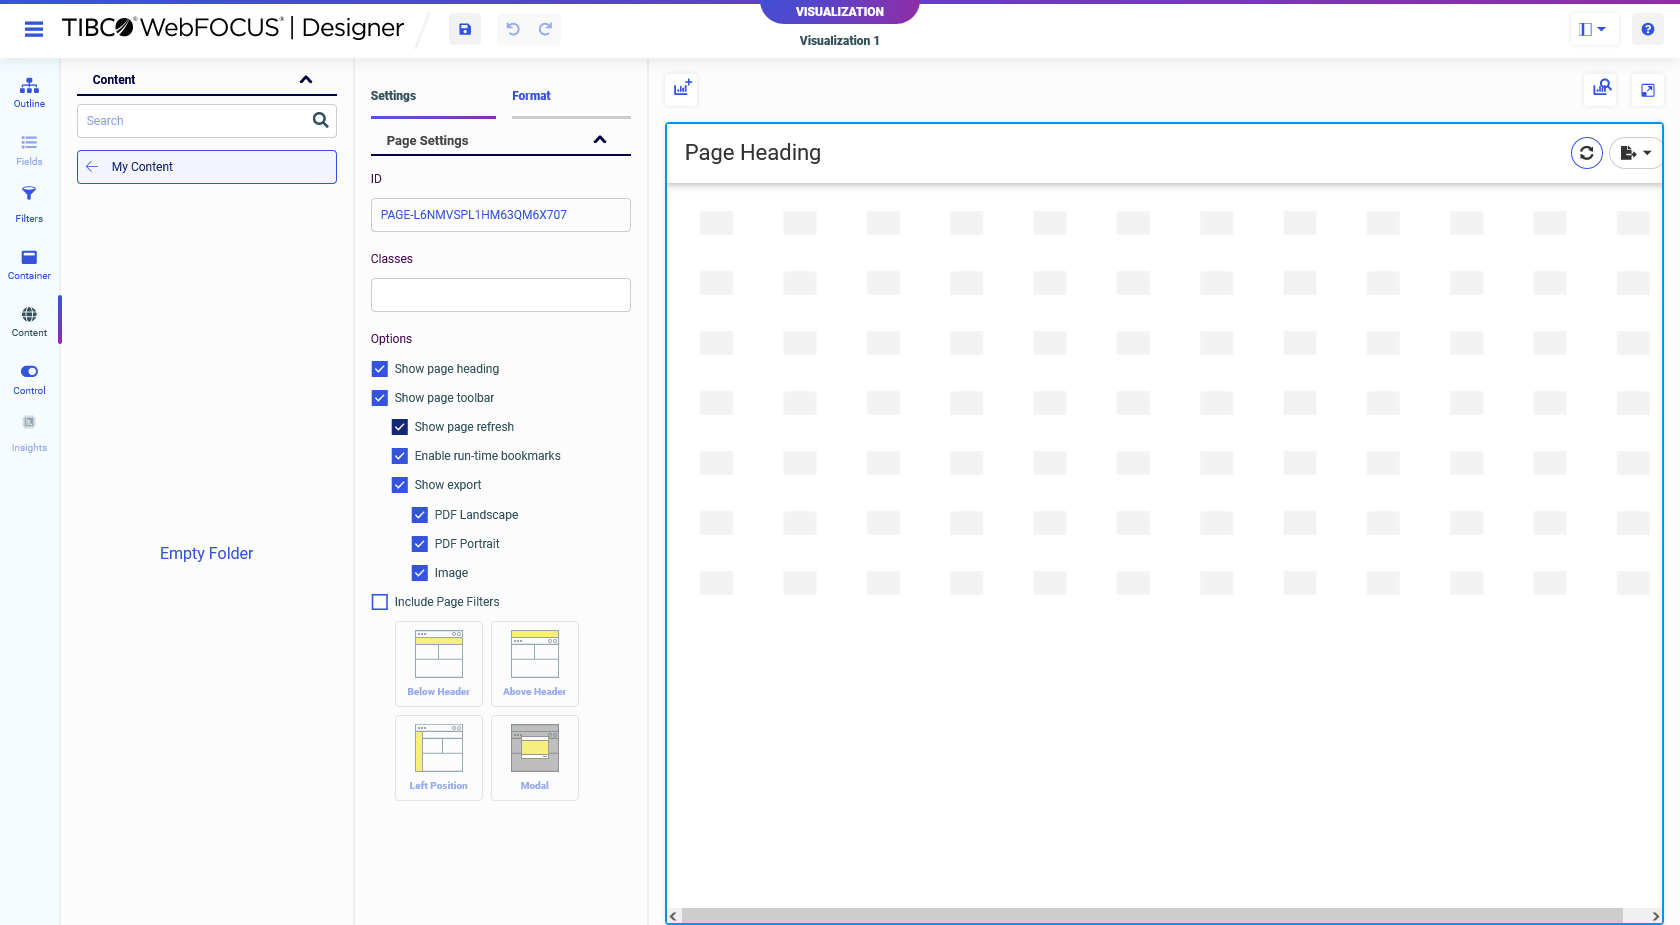 TIBCO® WebFOCUS® | Designer
VISUALIZATION
Visualization 1
Outline
Fields
Filters
Container
Content
Control
Insights
Content
Search
My Content
Empty Folder
Settings
Format
Page Settings
ID
PAGE-L6NMVSPL1HM63QM6X707
Classes
Options
Show page heading
Show page toolbar
Show page refresh
Enable run-time bookmarks
Show export
PDF Landscape
PDF Portrait
Image
Include Page Filters
Below Header
Above Header
Left Position
Modal
Page Heading